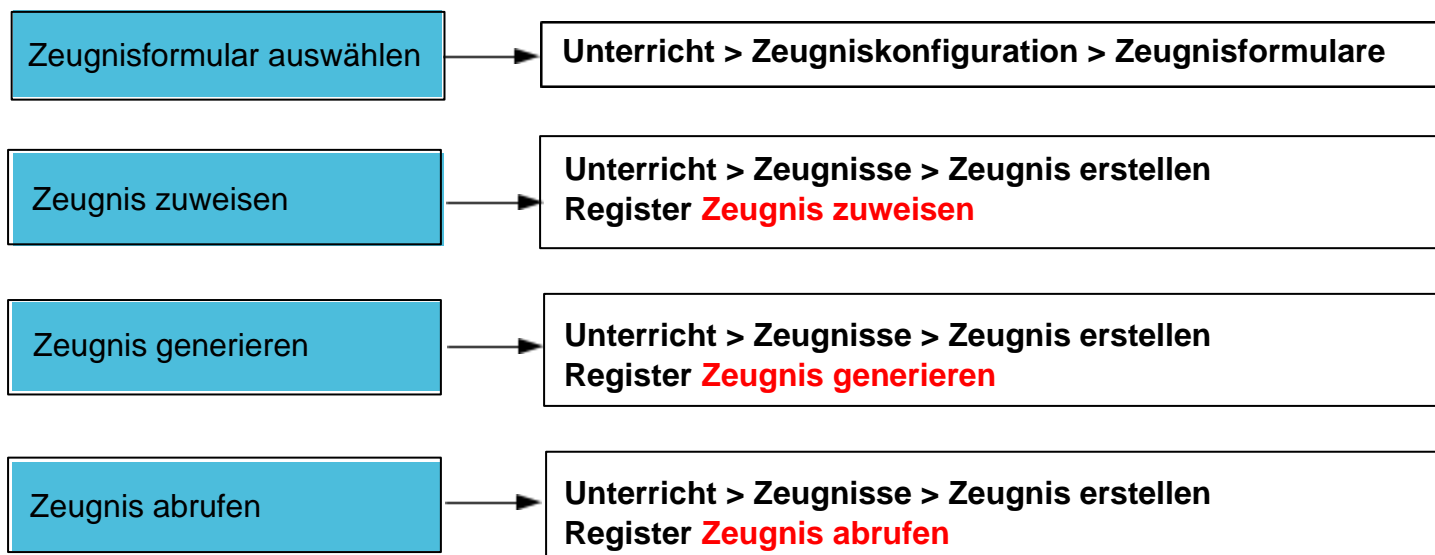 Zeugnisformular auswählen
Unterricht > Zeugniskonfiguration > Zeugnisformulare
Zeugnis zuweisen
Unterricht > Zeugnisse > Zeugnis erstellen
Register Zeugnis zuweisen
Zeugnis generieren
Unterricht > Zeugnisse > Zeugnis erstellen
Register Zeugnis generieren
Zeugnis abrufen
Unterricht > Zeugnisse > Zeugnis erstellen
Register Zeugnis abrufen